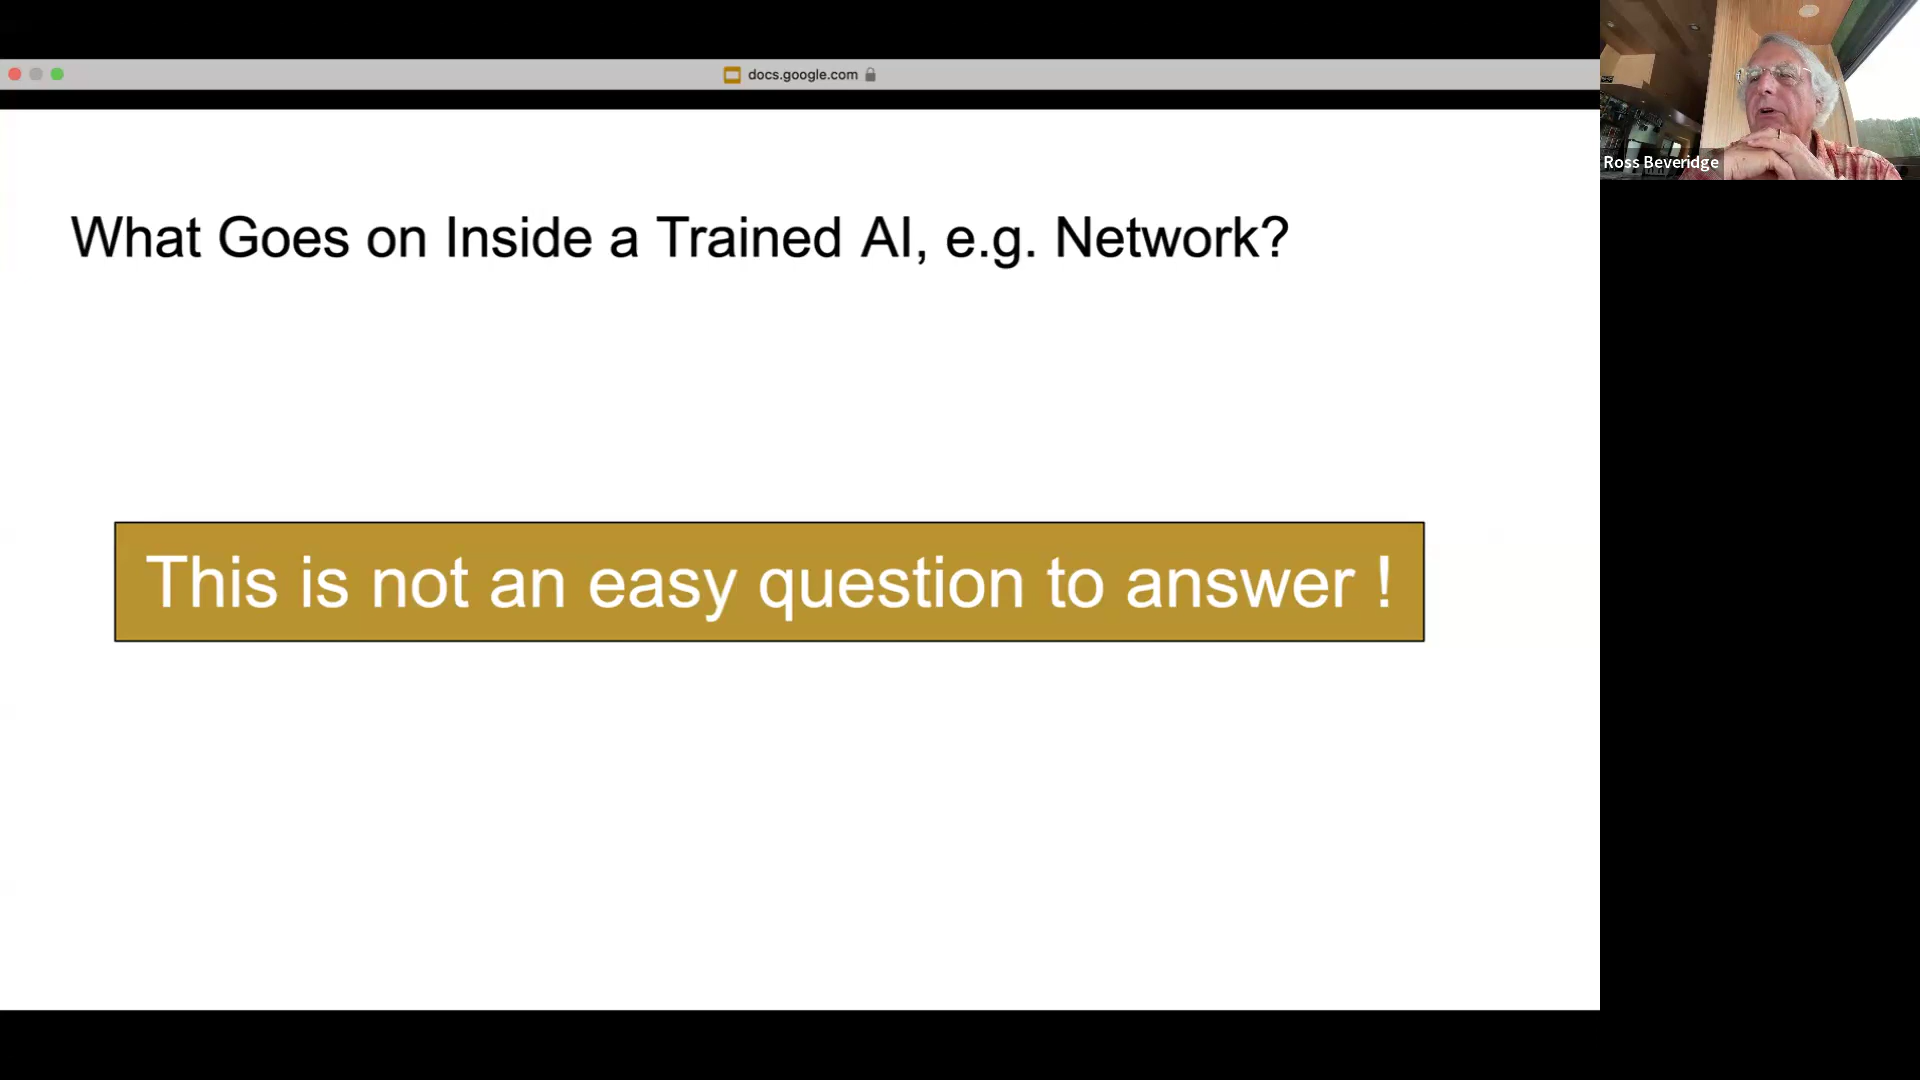 docs.google.com
Ross Beveridge
What Goes on Inside a Trained AI, e.g. Network?
This is not an easy question to answer !